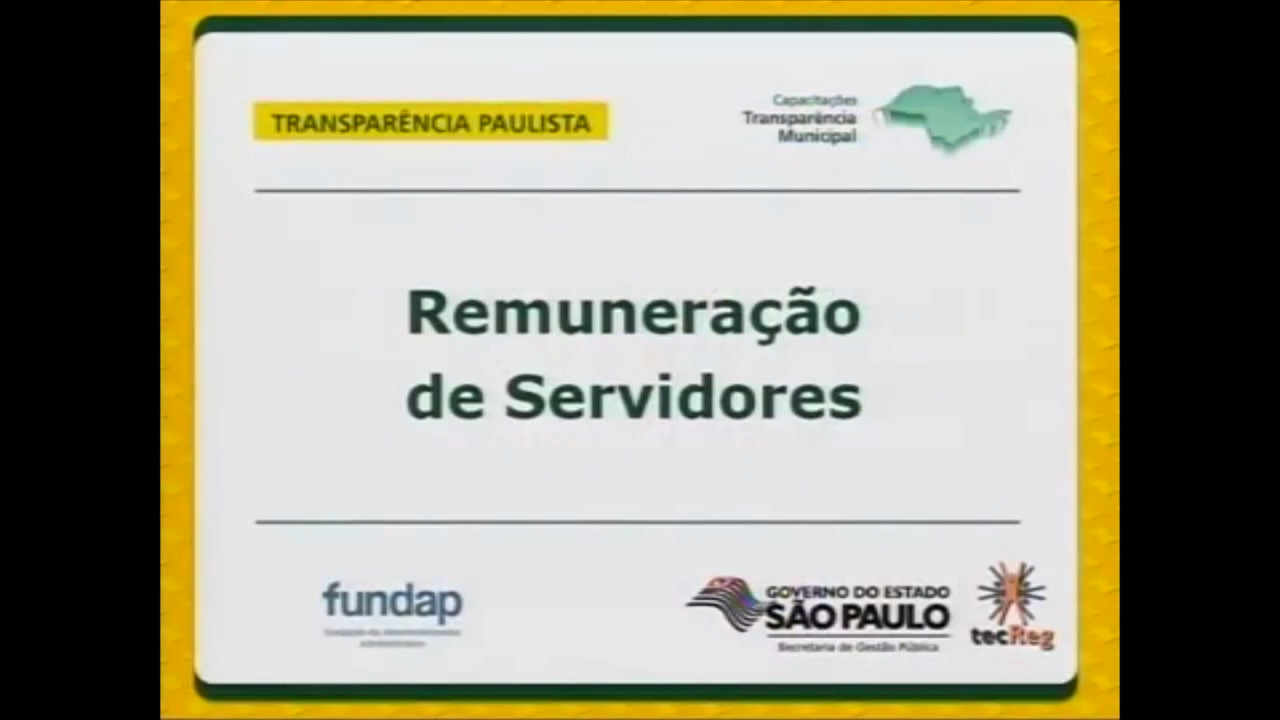 TRANSPARÊNCIA PAULISTA
Capacitações
Transparência
Municipal
Remuneração
de Servidores
fundap
GOVERNO DO ESTADO
SÃO PAULO
Secretaria de Gestão Pública
tecReg